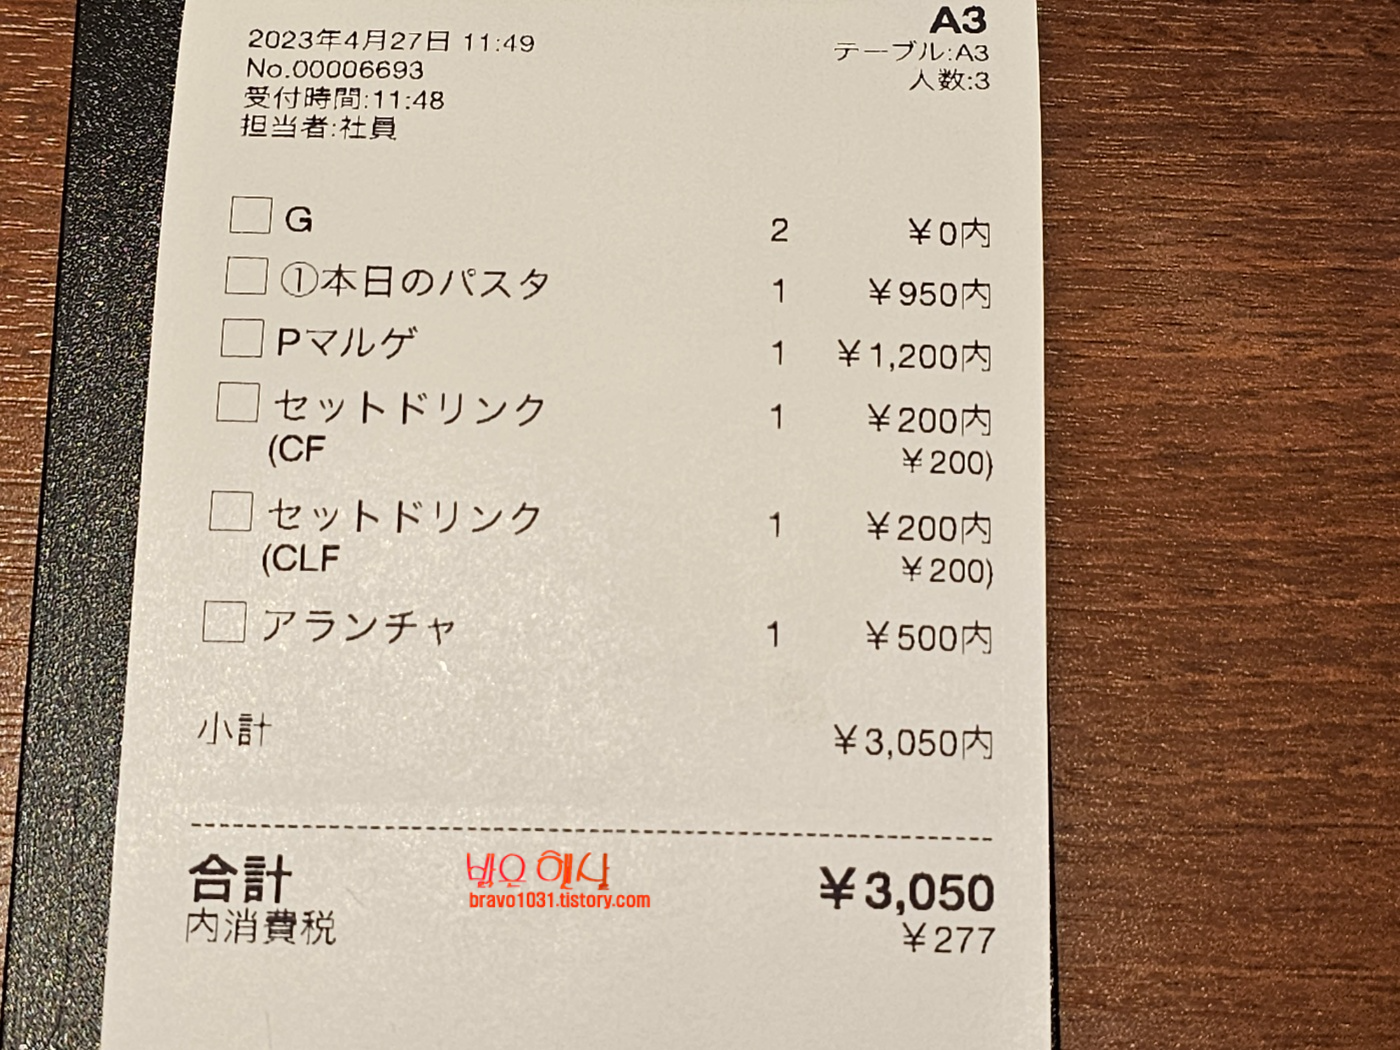 A3
2023年4月27日 11:49
テーブル:A3
No.00006693
人数:3
受付時間:11:48
担当者:社員
G 2 ¥0内
①本日のパスタ 1 ¥950内
Pマルゲ 1 ¥1,200内
セットドリンク 1 ¥200内
(CF ¥200)
セットドリンク 1 ¥200内
(CLF ¥200)
アランチャ 1 ¥500内
小計 ¥3,050内
合計 ¥3,050
内消費税 ¥277
bravo1031.tistory.com